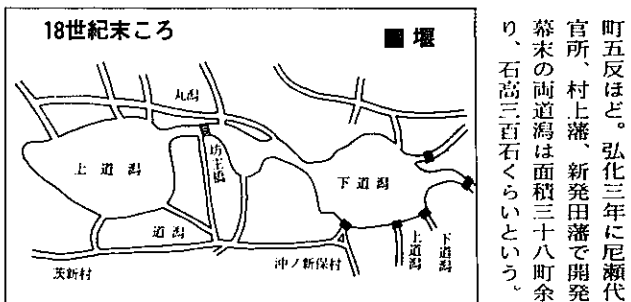 町五反ほど。弘化三年に尼瀬代
官所、村上藩、新発田藩で開発
幕末の両道潟は面積三十八町余
り、石高三百石くらいという。
18世紀末ころ
■ 堰
丸潟
坊主橋
上道潟
下道潟
道潟
上道潟
下道潟
茨新村
沖ノ新保村